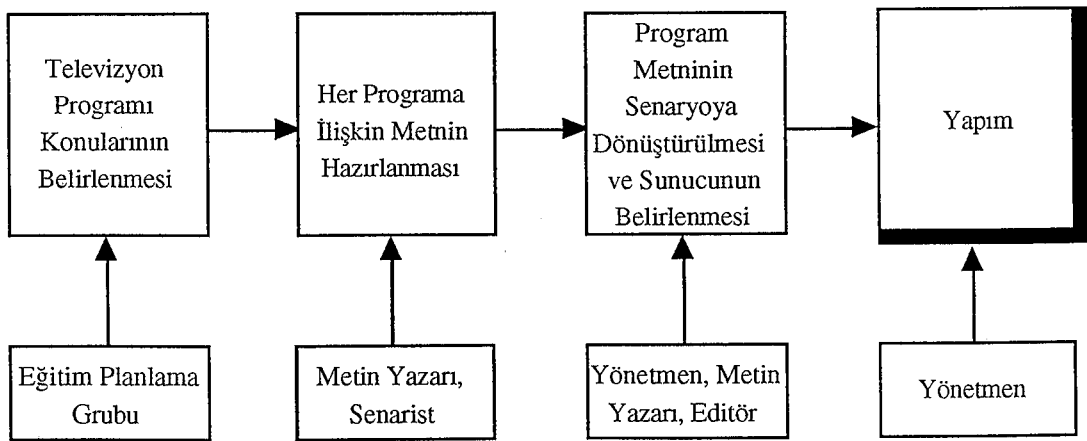 Televizyon
Programı
Konularının
Belirlenmesi
Her Programa
İlişkin Metnin
Hazırlanması
Program
Metninin
Senaryoya
Dönüştürülmesi
ve Sunucunun
Belirlenmesi
Yapım
Eğitim Planlama
Grubu
Metin Yazarı,
Senarist
Yönetmen, Metin
Yazarı, Editör
Yönetmen